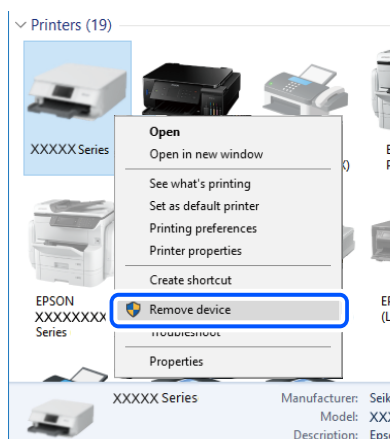 Printers (19)
XXXXX Series
Open
Open in new window
See what's printing
Set as default printer
Printing preferences
Printer properties
Create shortcut
Remove device
Troubleshoot
Properties
EPSON
XXXXXXXX
Series
XXXXX Series
Manufacturer:
Model:
Description: